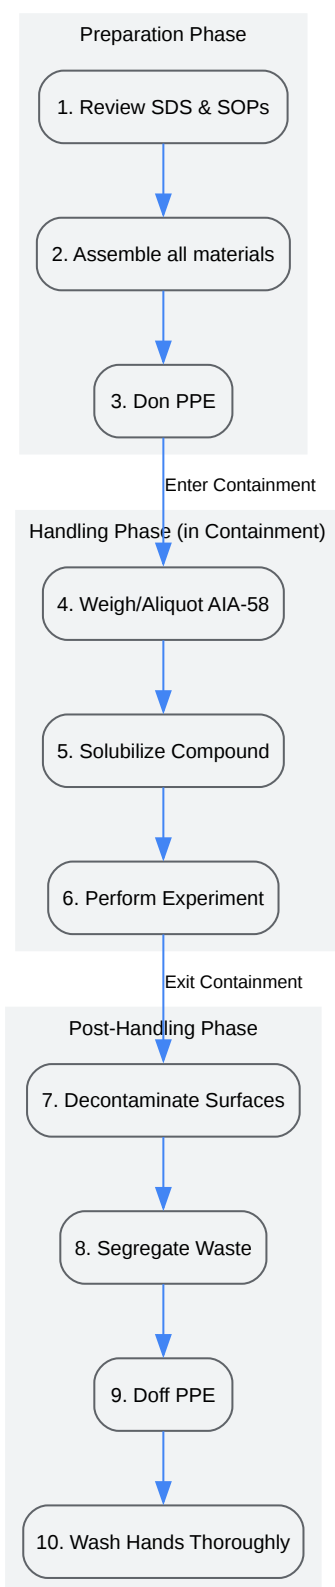 Preparation Phase
1. Review SDS & SOPs
2. Assemble all materials
3. Don PPE
Enter Containment
Handling Phase (in Containment)
4. Weigh/Aliquot AIA-58
5. Solubilize Compound
6. Perform Experiment
Exit Containment
Post-Handling Phase
7. Decontaminate Surfaces
8. Segregate Waste
9. Doff PPE
10. Wash Hands Thoroughly